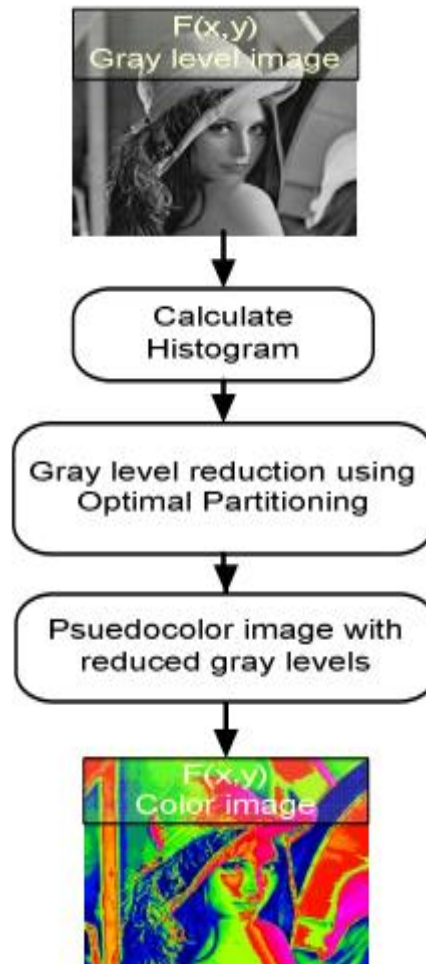 F(x,y)
Gray level image
Calculate
Histogram
Gray level reduction using
Optimal Partitioning
Psuedocolor image with
reduced gray levels
F(x,y)
Color image